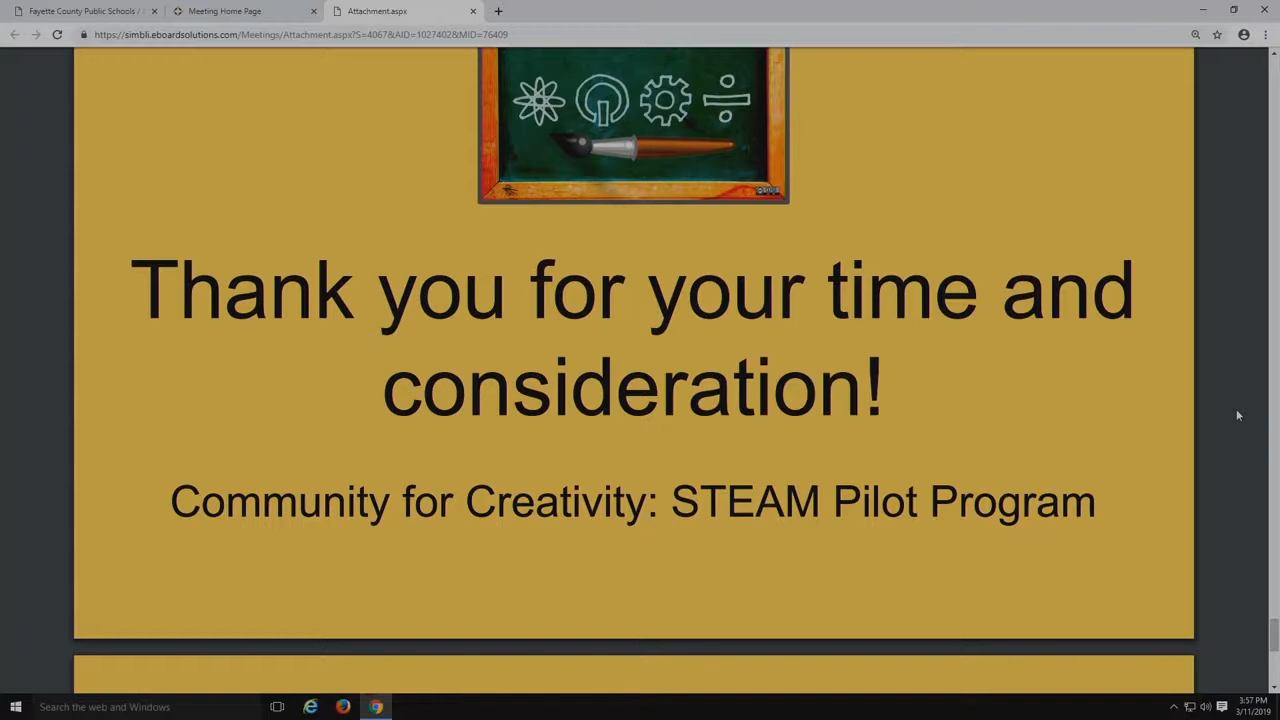 Fayette County Public Schools /
Meeting Home Page
Attachment.aspx
https://simbli.eboardsolutions.com/Meetings/Attachment.aspx?S=4067&AID=1027402&MID=76409
Thank you for your time and
consideration!
Community for Creativity: STEAM Pilot Program
Search the web and Windows
3:57 PM
3/11/2019